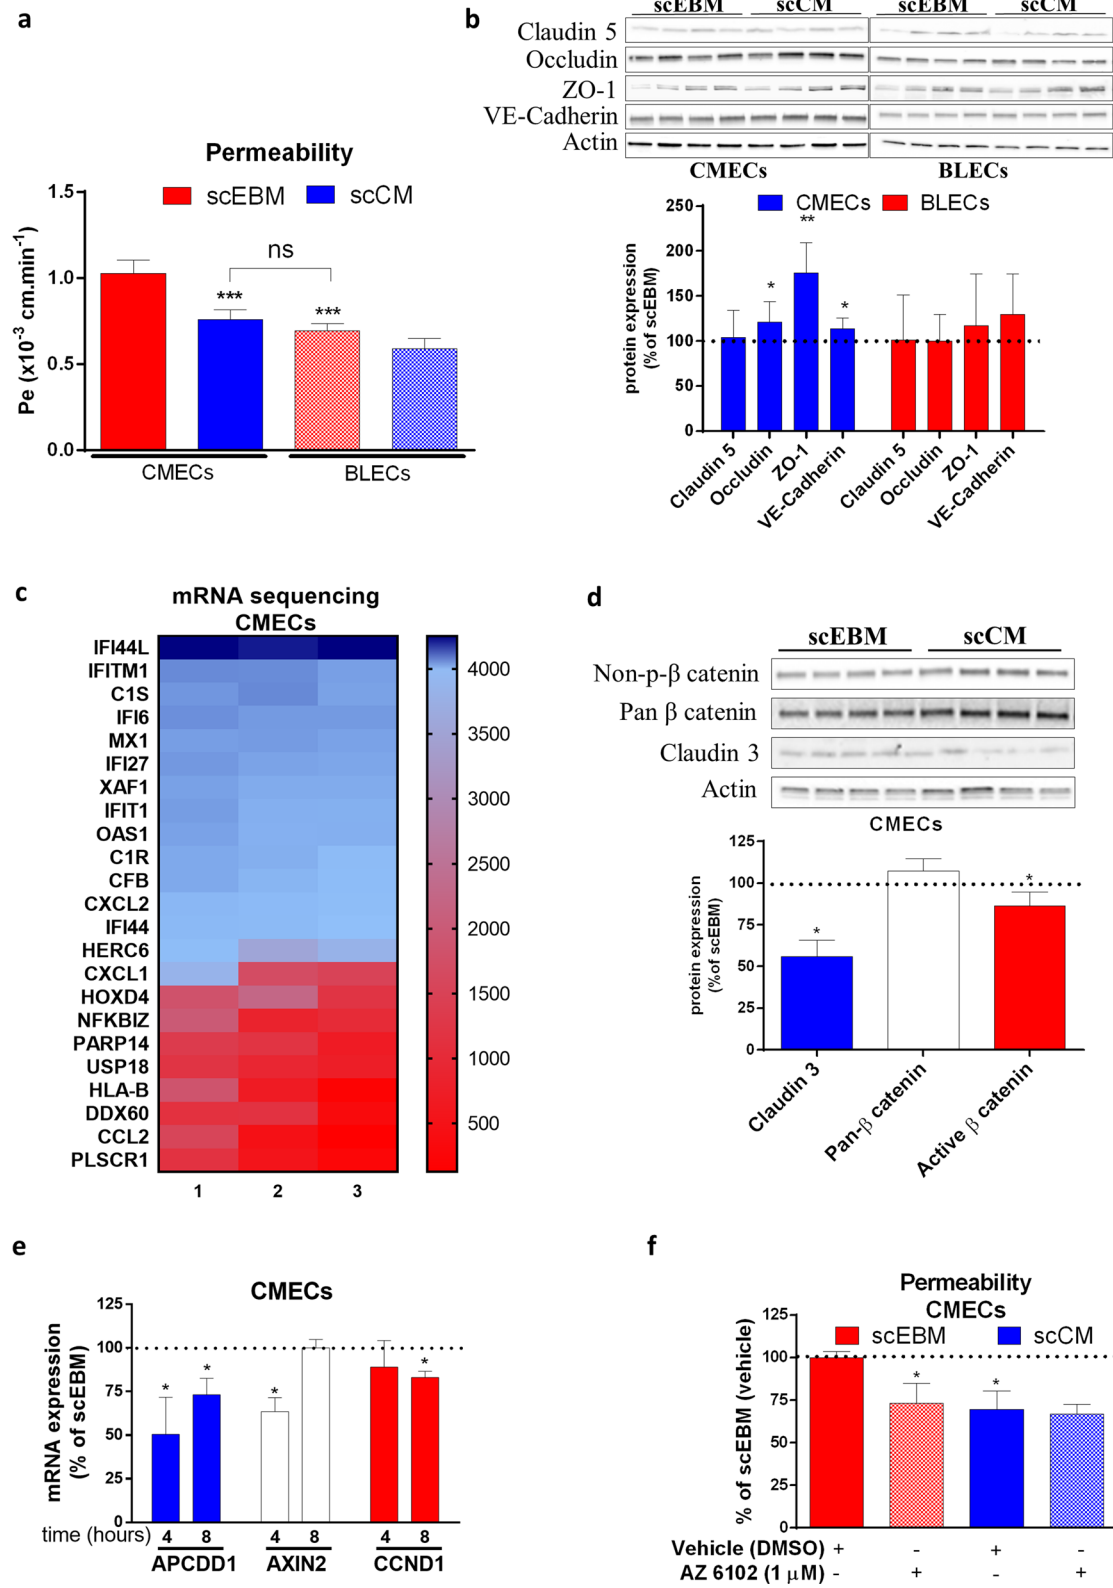 a
Permeability
scEBM scCM
Pe (x10-3 cm.min-1)
1.5
1.0
0.5
0.0
ns
***
***
CMECs BLECs
b
scEBM scCM scEBM scCM
Claudin 5
Occludin
ZO-1
VE-Cadherin
Actin
CMECs BLECs
CMECs BLECs
protein expression
(% of scEBM)
250
200
150
100
50
0
*
**
*
Claudin 5
Occludin
ZO-1
VE-Cadherin
Claudin 5
Occludin
ZO-1
VE-Cadherin
c
mRNA sequencing
CMECs
IFI44L
IFITM1
C1S
IFI6
MX1
IFI27
XAF1
IFIT1
OAS1
C1R
CFB
CXCL2
IFI44
HERC6
CXCL1
HOXD4
NFKBIZ
PARP14
USP18
HLA-B
DDX60
CCL2
PLSCR1
1 2 3
4000
3500
3000
2500
2000
1500
1000
500
d
scEBM scCM
Non-p-β catenin
Pan β catenin
Claudin 3
Actin
CMECs
protein expression
(%of scEBM)
125
100
75
50
25
0
*
*
Claudin 3
Pan-β catenin
Active β catenin
e
CMECs
mRNA expression
(% of scEBM)
125
100
75
50
25
0
*
*
*
*
time (hours) 4 8 4 8 4 8
APCDD1 AXIN2 CCND1
f
Permeability
CMECs
scEBM scCM
% of scEBM (vehicle)
125
100
75
50
25
0
*
*
Vehicle (DMSO) + - + -
AZ 6102 (1 μM) - + - +